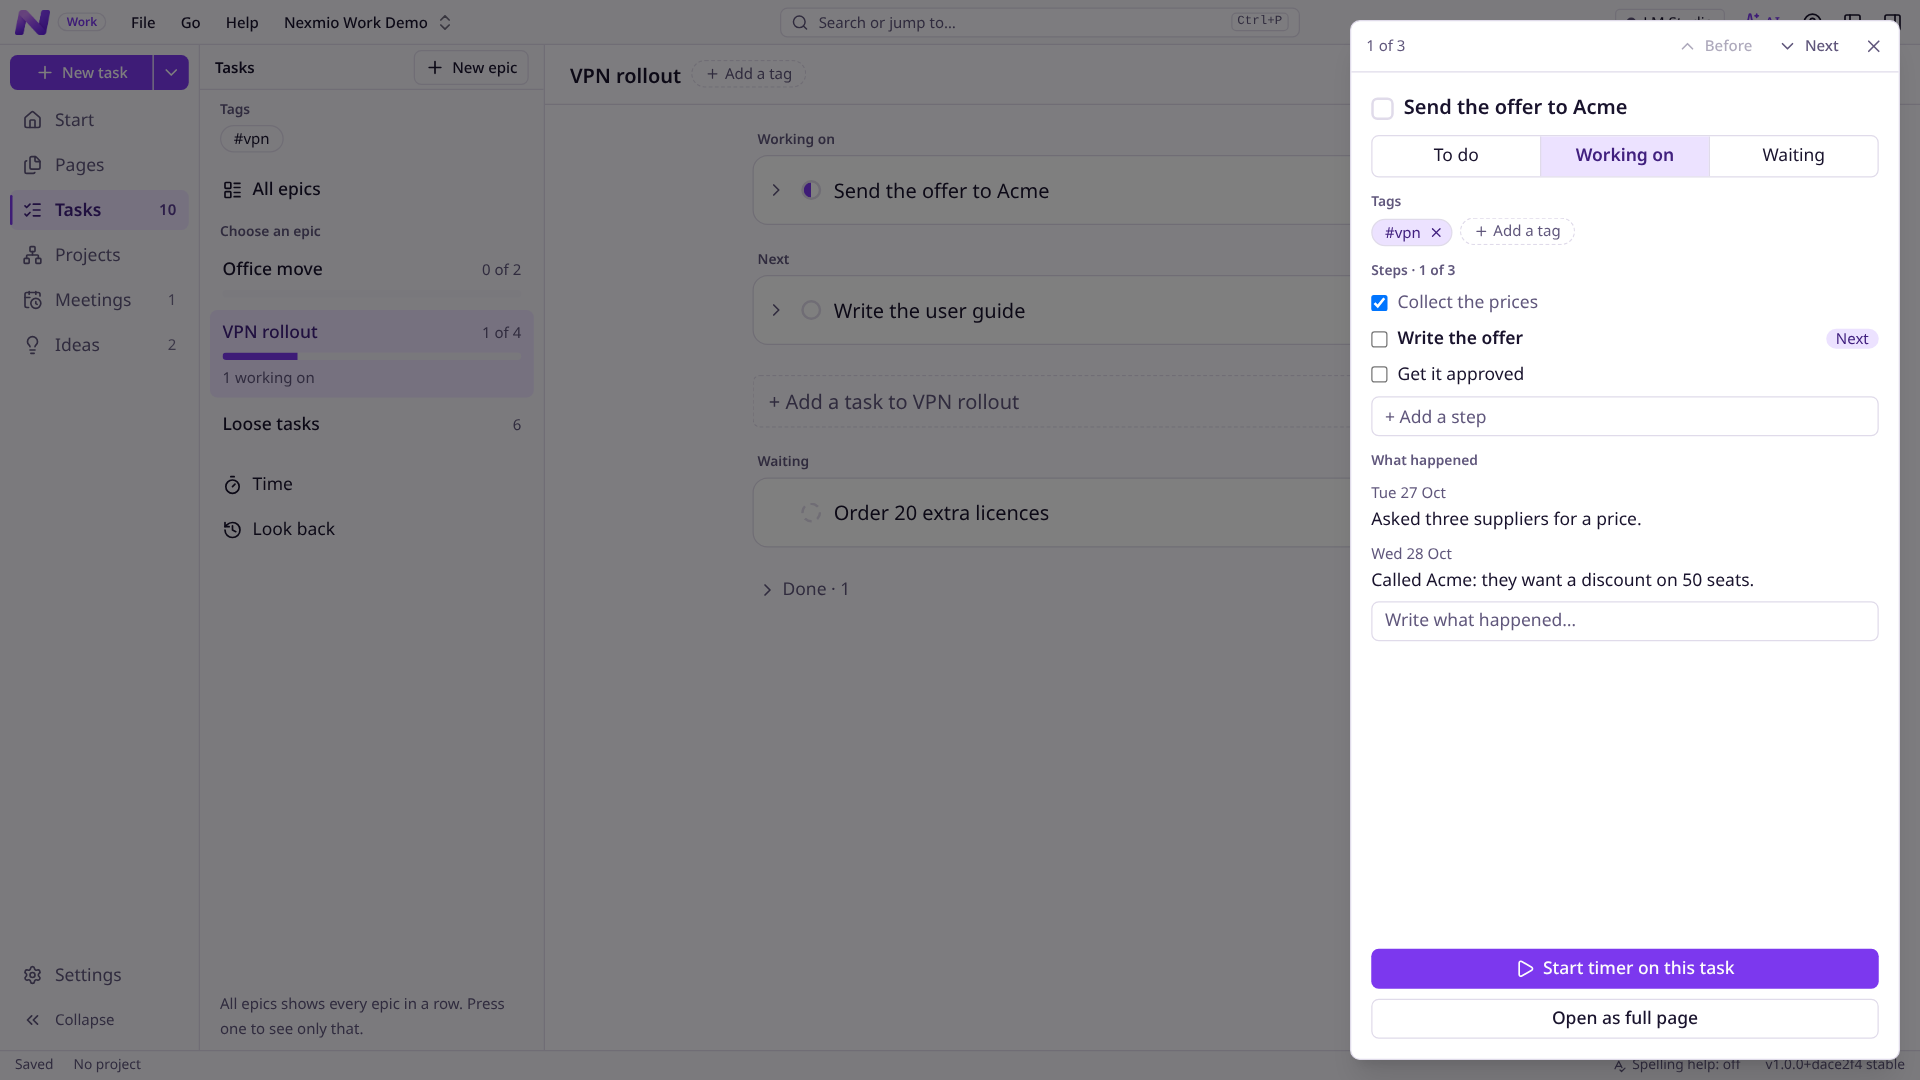 Work
File
Go
Help
Nexmio Work Demo
Search or jump to...
Ctrl+P
New task
Start
Pages
Tasks
10
Projects
Meetings
1
Ideas
2
Settings
Collapse
Tasks
New epic
Tags
#vpn
All epics
Choose an epic
Office move
0 of 2
VPN rollout
1 of 4
1 working on
Loose tasks
6
Time
Look back
All epics shows every epic in a row. Press
one to see only that.
VPN rollout
+ Add a tag
Working on
Send the offer to Acme
Next
Write the user guide
+ Add a task to VPN rollout
Waiting
Order 20 extra licences
Done · 1
1 of 3
Before
Next
Send the offer to Acme
To do
Working on
Waiting
Tags
#vpn
+ Add a tag
Steps · 1 of 3
Collect the prices
Write the offer
Next
Get it approved
+ Add a step
What happened
Tue 27 Oct
Asked three suppliers for a price.
Wed 28 Oct
Called Acme: they want a discount on 50 seats.
Write what happened...
Start timer on this task
Open as full page
Saved
No project
Spelling help: off
v1.0.0+dace2f4 stable